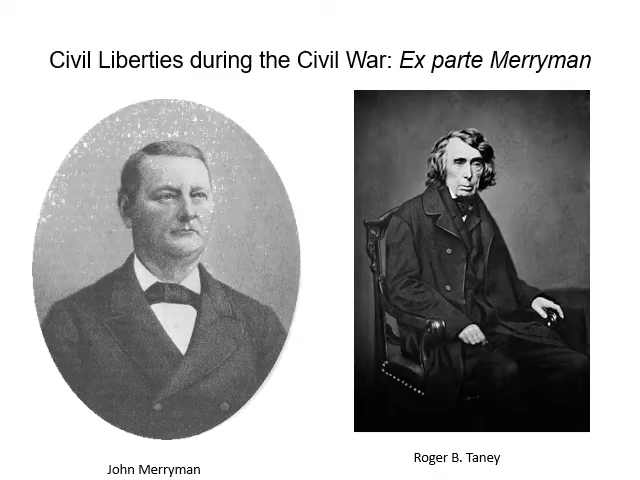 Civil Liberties during the Civil War: Ex parte Merryman
John Merryman
Roger B. Taney